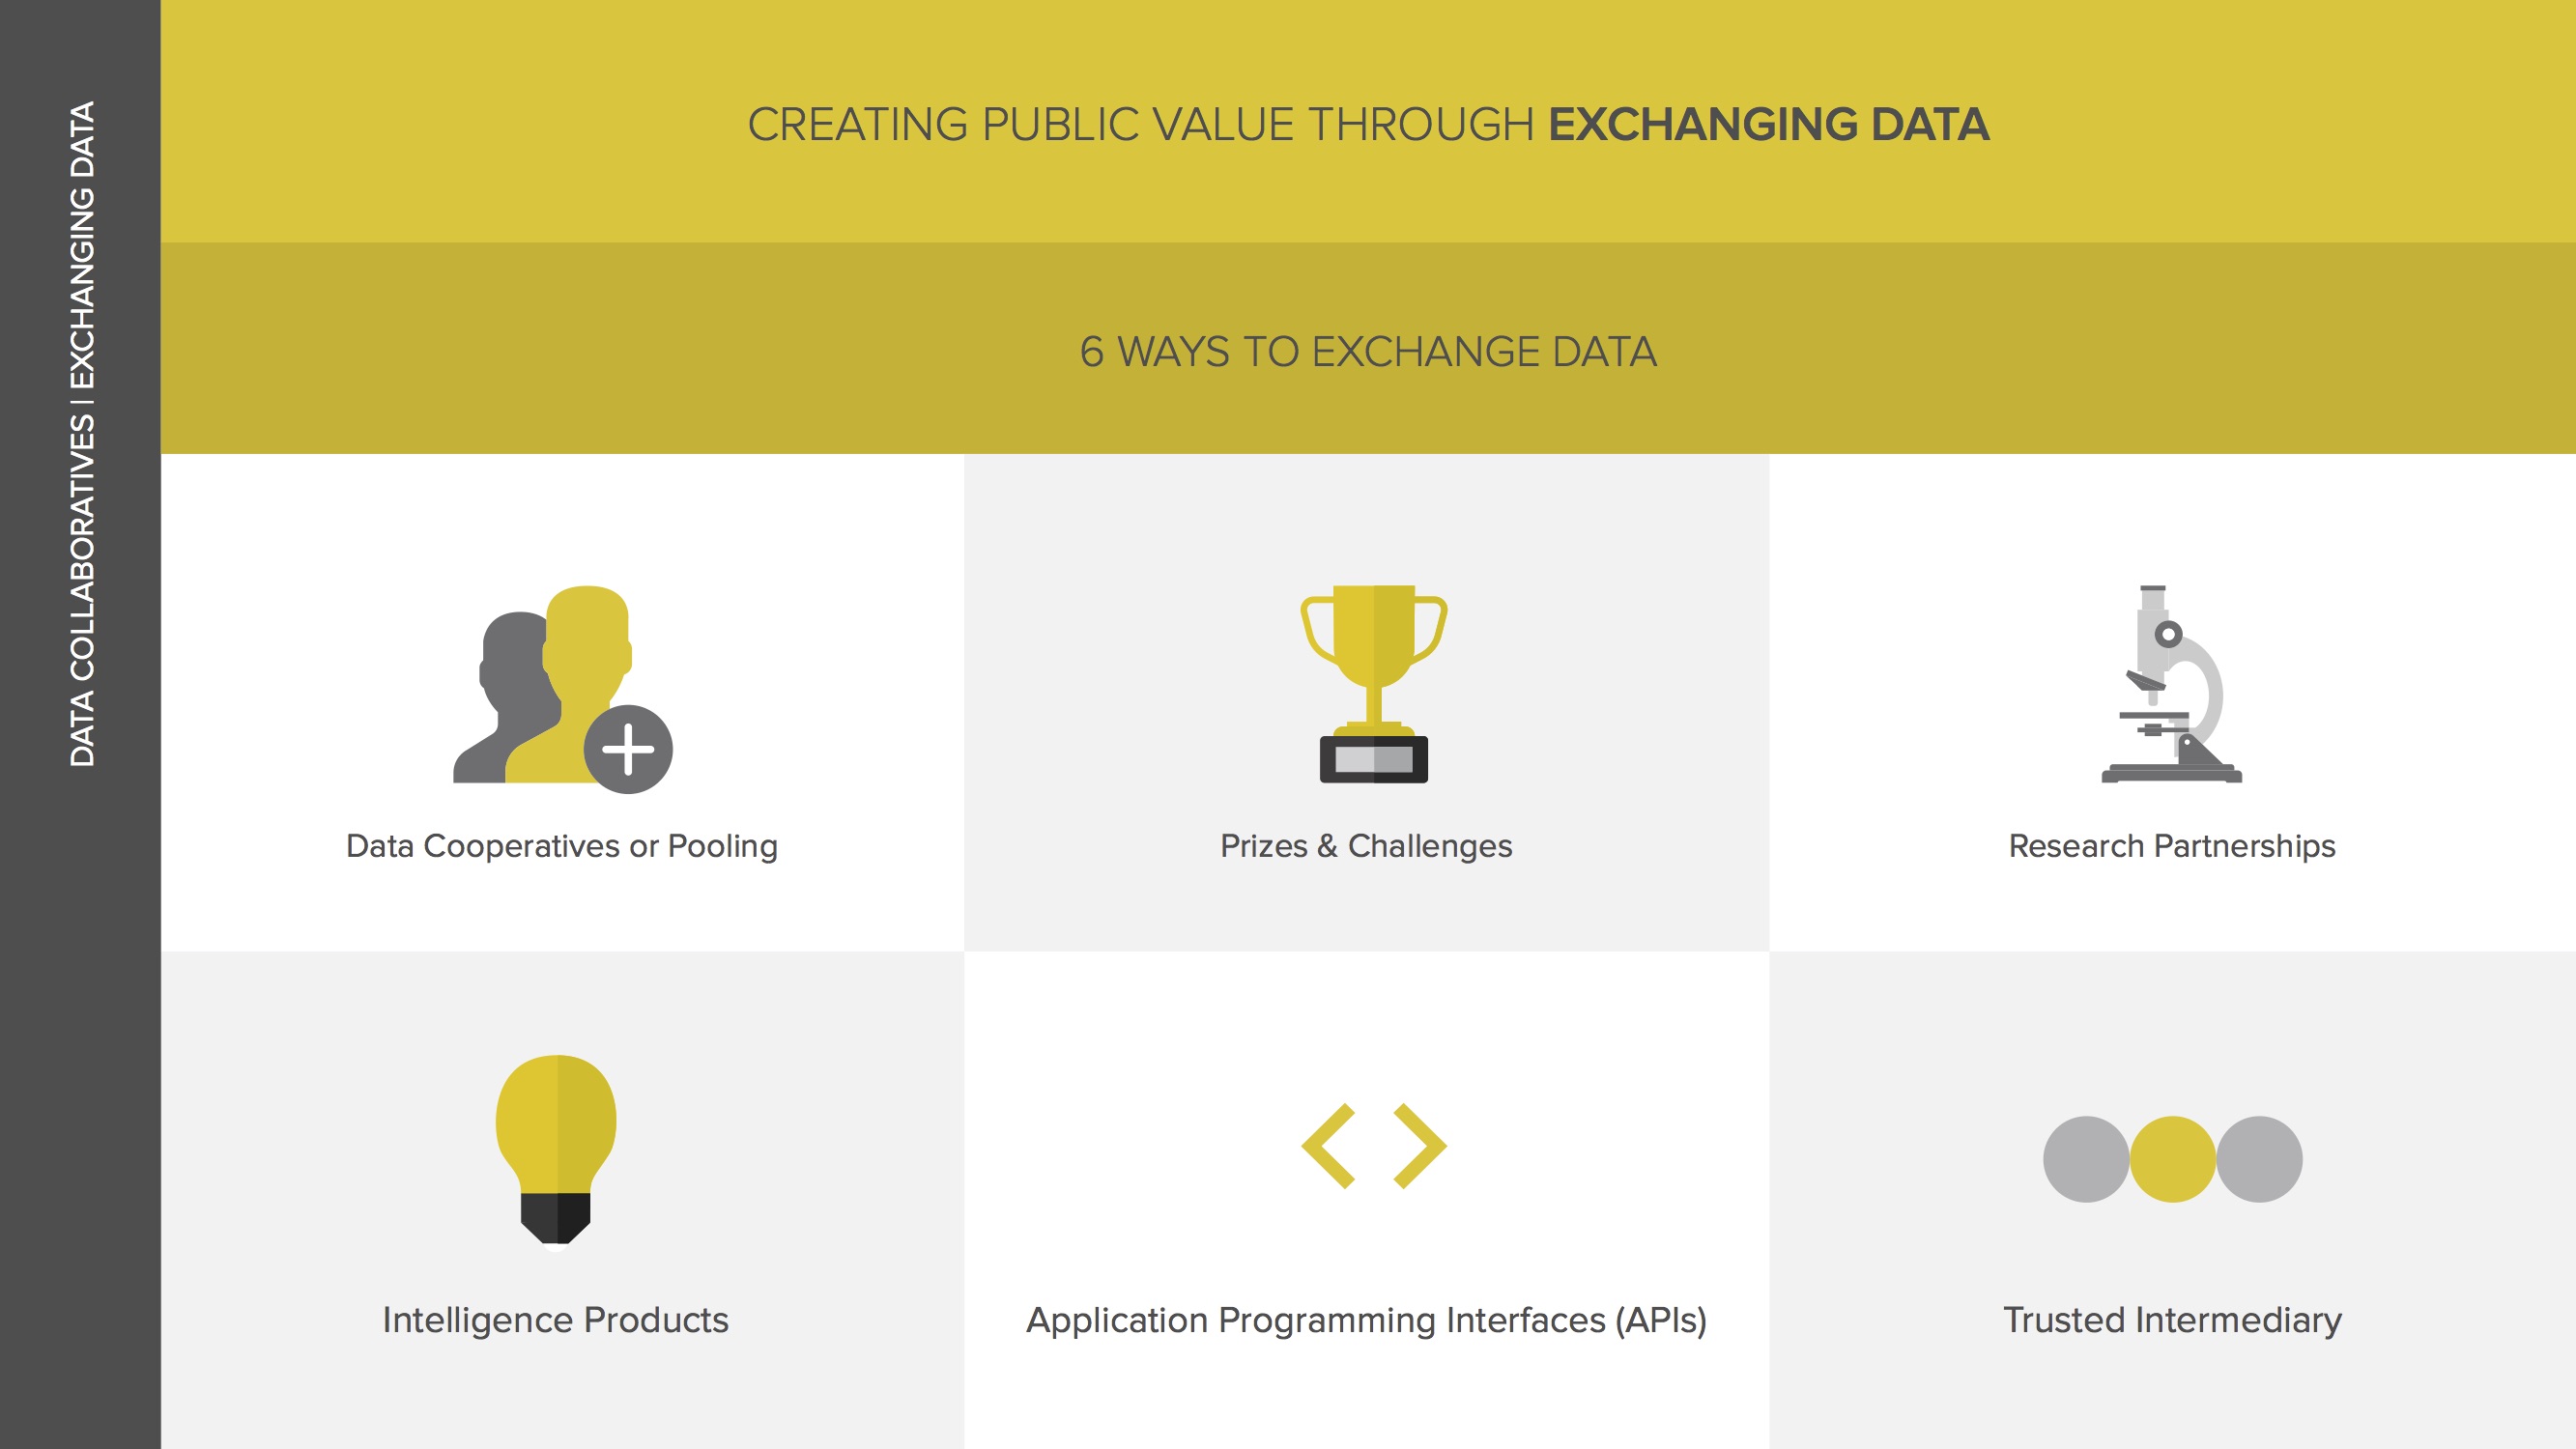 DATA COLLABORATIVES | EXCHANGING DATA
CREATING PUBLIC VALUE THROUGH EXCHANGING DATA
6 WAYS TO EXCHANGE DATA
Data Cooperatives or Pooling
Prizes & Challenges
Research Partnerships
Intelligence Products
Application Programming Interfaces (APIs)
Trusted Intermediary